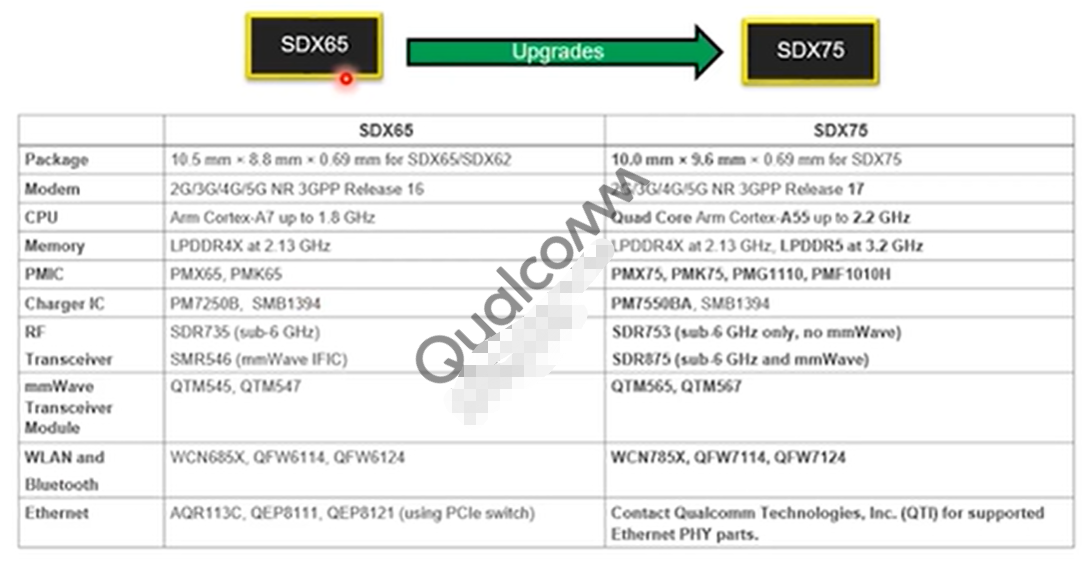 SDX65
Upgrades
SDX75
SDX65 SDX75
Package 10.5 mm × 8.8 mm × 0.69 mm for SDX65/SDX62 10.0 mm × 9.6 mm × 0.69 mm for SDX75
Modem 2G/3G/4G/5G NR 3GPP Release 16 2G/3G/4G/5G NR 3GPP Release 17
CPU Arm Cortex-A7 up to 1.8 GHz Quad Core Arm Cortex-A55 up to 2.2 GHz
Memory LPDDR4X at 2.13 GHz LPDDR4X at 2.13 GHz, LPDDR5 at 3.2 GHz
PMIC PMX65, PMK65 PMX75, PMK75, PMG1110, PMF1010H
Charger IC PM7250B, SMB1394 PM7550BA, SMB1394
RF SDR735 (sub-6 GHz) SDR753 (sub-6 GHz only, no mmWave)
Transceiver SMR546 (mmWave IFIC) SDR875 (sub-6 GHz and mmWave)
mmWave QTM545, QTM547 QTM565, QTM567
Transceiver
Module
WLAN and WCN685X, QFW6114, QFW6124 WCN785X, QFW7114, QFW7124
Bluetooth
Ethernet AQR113C, QEP8111, QEP8121 (using PCIe switch) Contact Qualcomm Technologies, Inc. (QTI) for supported
Ethernet PHY parts.
Qualcomm